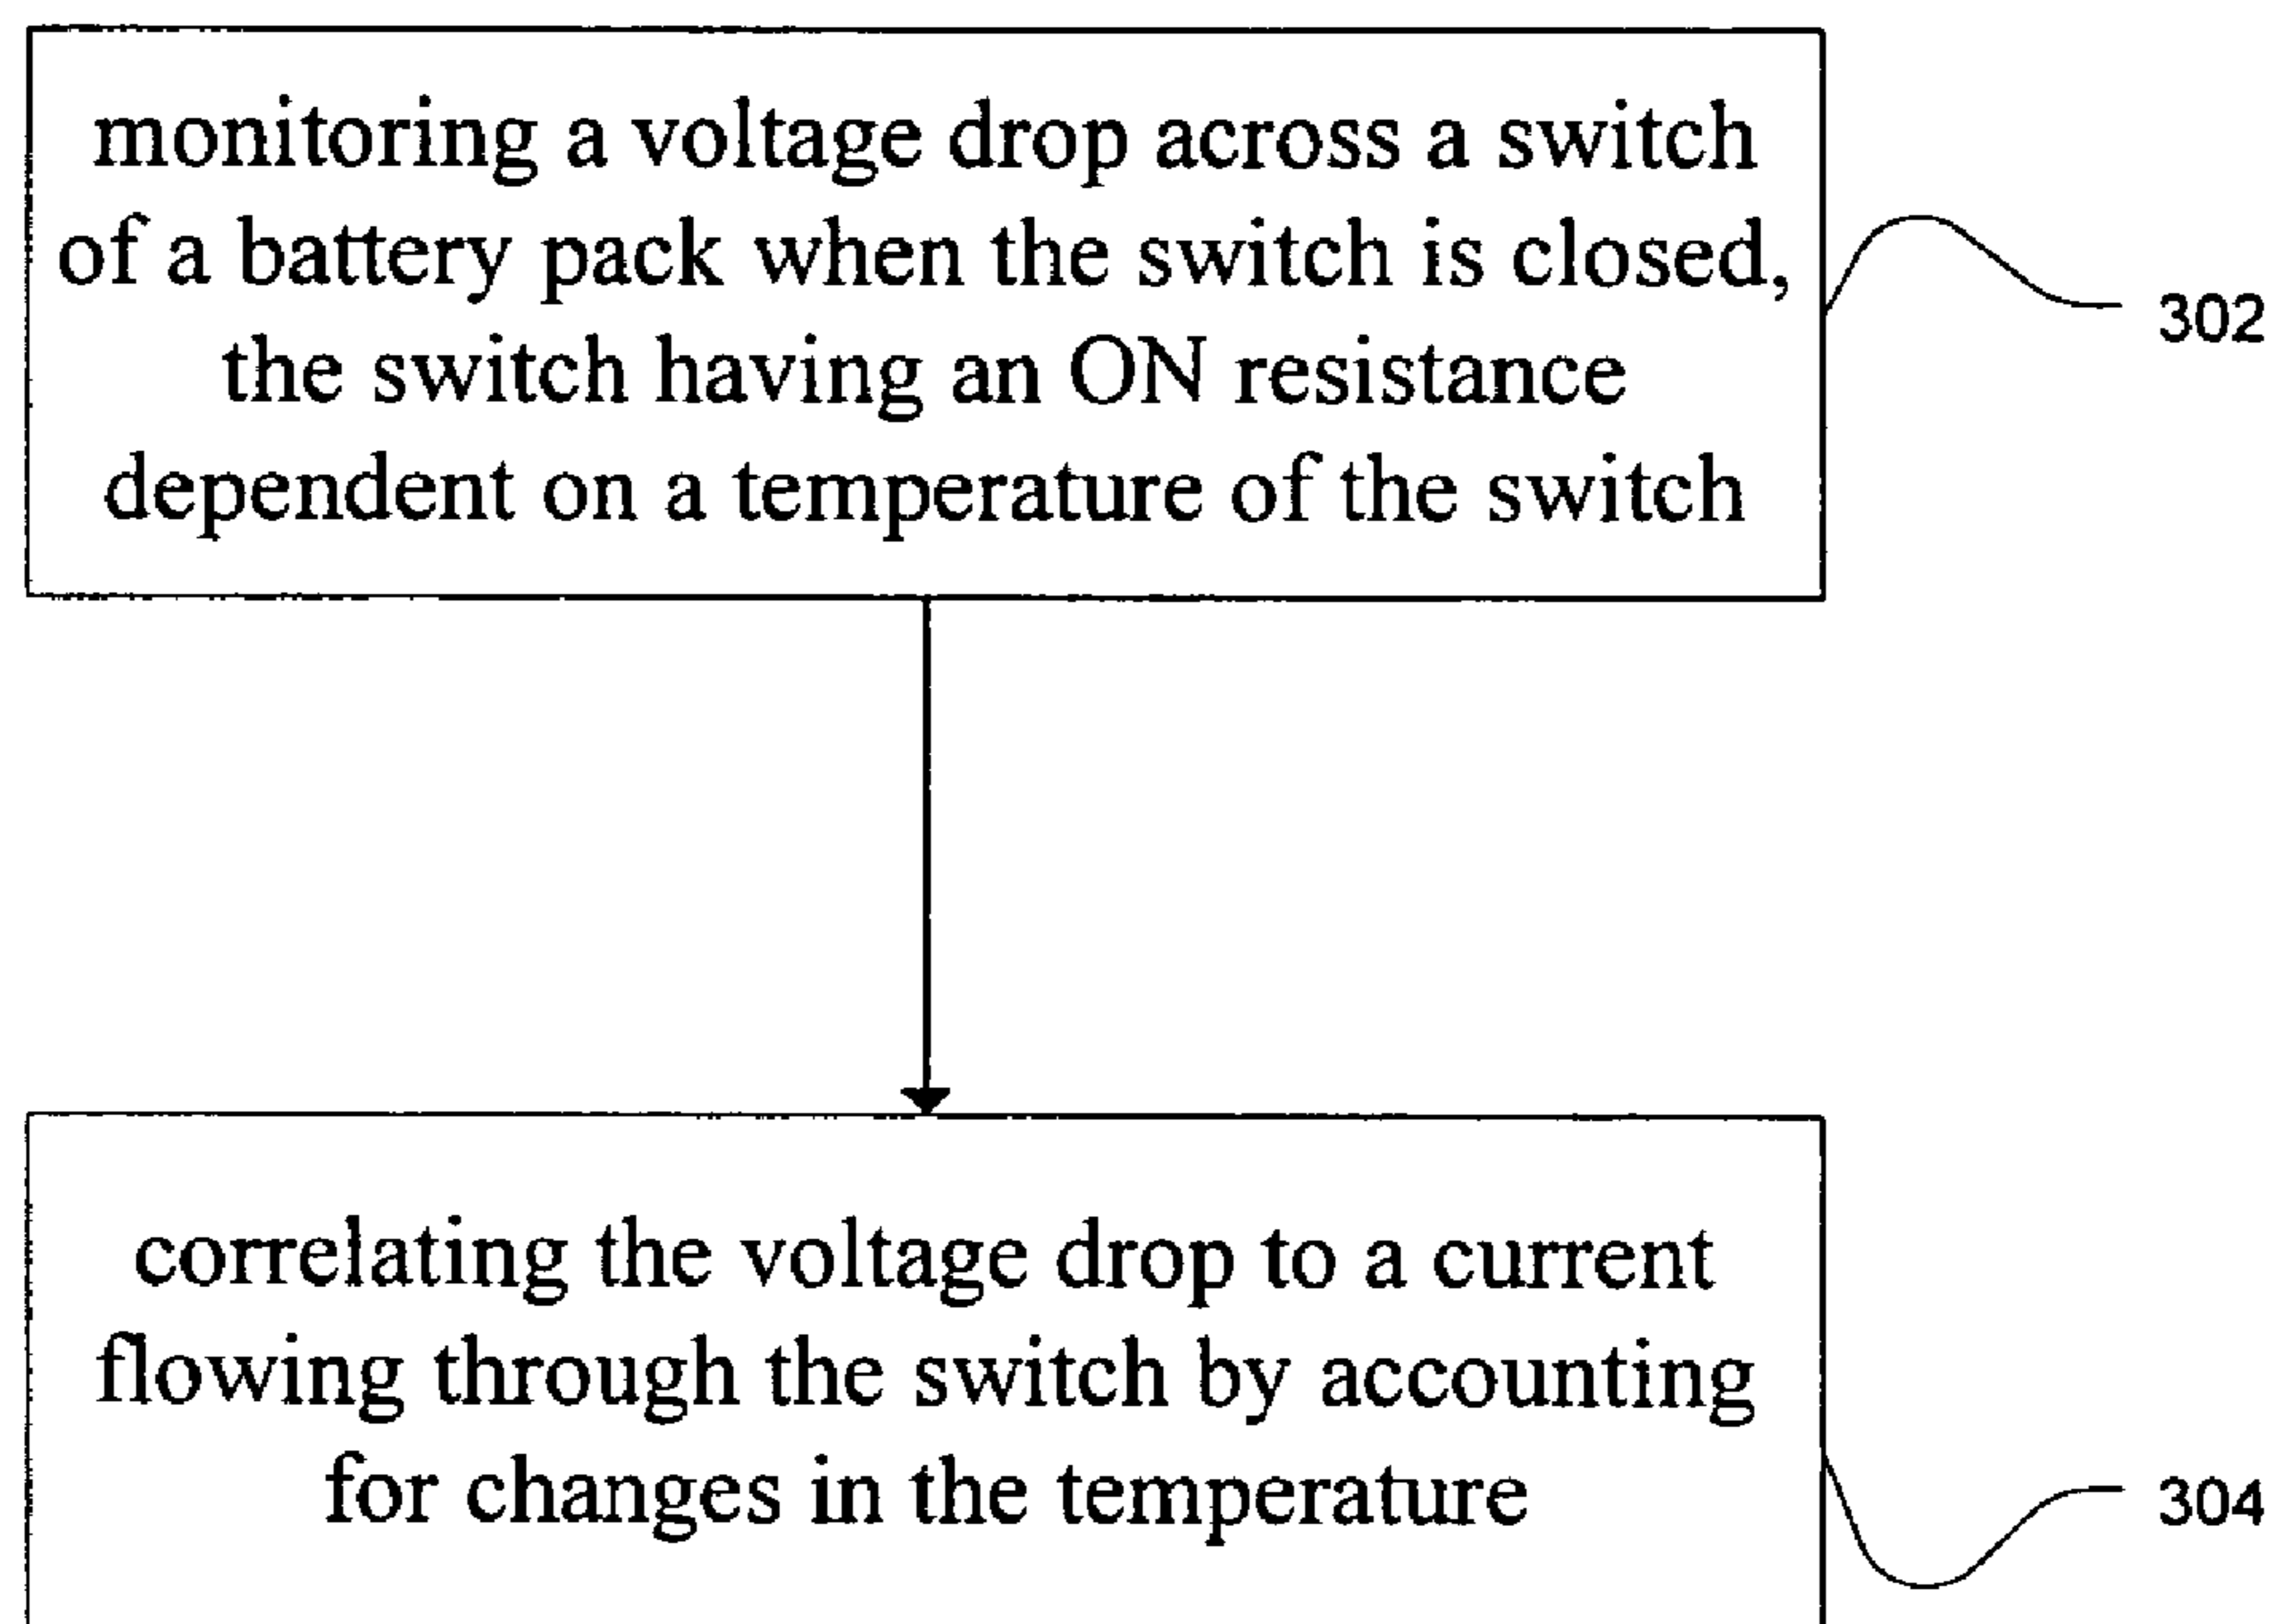 monitoring a voltage drop across a switch
of a battery pack when the switch is closed,
the switch having an ON resistance
dependent on a temperature of the switch
302
correlating the voltage drop to a current
flowing through the switch by accounting
for changes in the temperature
304